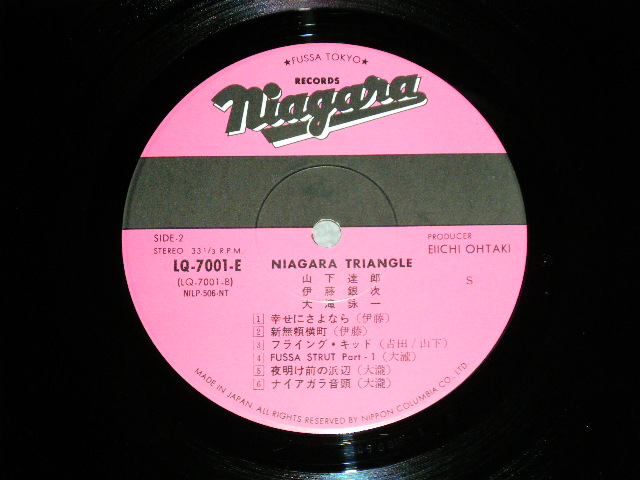 ★FUSSA TOKYO★
RECORDS
Niagara
SIDE-2
STEREO 33 1/3 R.P.M.
LQ-7001-E
(LQ-7001-B)
NILP-506-NT
PRODUCER
EIICHI OHTAKI
NIAGARA TRIANGLE
山下達郎
伊藤銀次
大滝詠一
S
1 幸せにさよなら(伊藤)
2 新無頼横町(伊藤)
3 フライング・キッド(吉田/山下)
4 FUSSA STRUT Part-1(大瀧)
5 夜明け前の浜辺(大瀧)
6 ナイアガラ音頭(大瀧)
MADE IN JAPAN. ALL RIGHTS RESERVED BY NIPPON COLUMBIA CO., LTD.